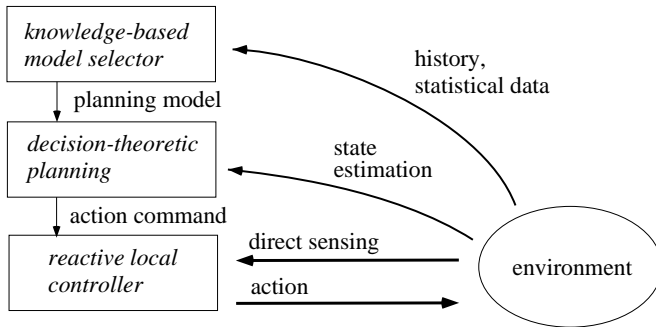 knowledge-based
model selector
history,
statistical data
planning model
decision-theoretic
planning
state
estimation
action command
direct sensing
reactive local
controller
environment
action